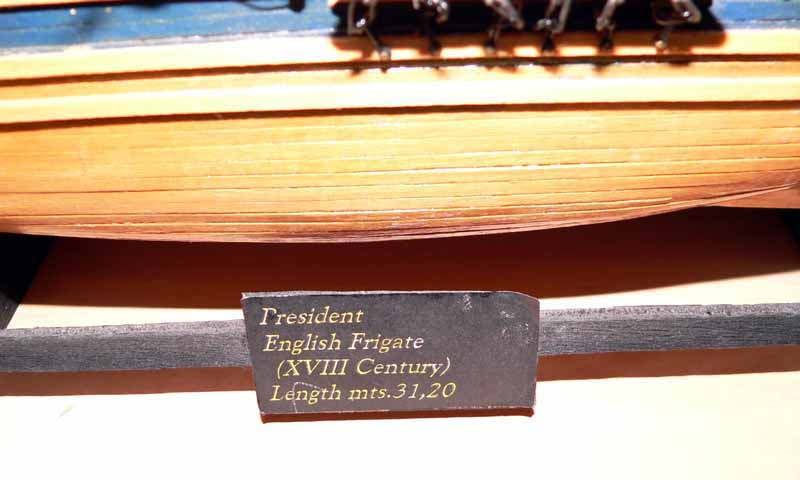 President
English Frigate
(XVIII Century)
Length mts.31,20